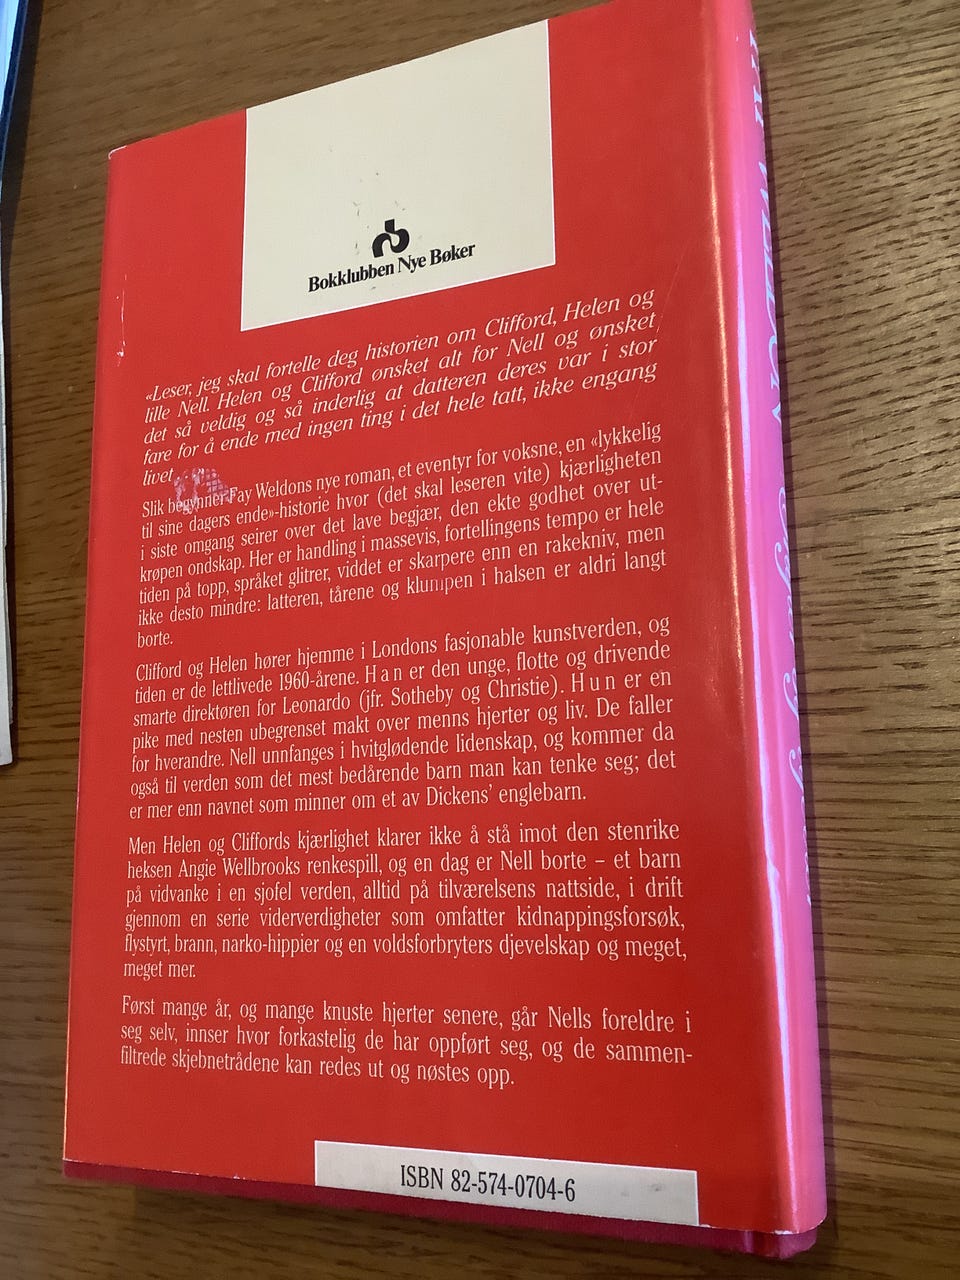 Bokklubben Nye Bøker
«Leser, jeg skal fortelle deg historien om Clifford, Helen og
lille Nell. Helen og Clifford ønsket alt for Nell og ønsket
det så veldig og så inderlig at datteren deres var i stor
fare for å ende med ingen ting i det hele tatt, ikke engang
livet
Slik begynner Fay Weldons nye roman, et eventyr for voksne, en «lykkelig
til sine dagers ende»-historie hvor (det skal leseren vite) kjærligheten
i siste omgang seirer over det lave begjær, den ekte godhet over ut-
krøpen ondskap. Her er handling i massevis, fortellingens tempo er hele
tiden på topp, språket glitrer, viddet er skarpere enn en rakekniv, men
ikke desto mindre: latteren, tårene og klumpen i halsen er aldri langt
borte.
Clifford og Helen hører hjemme i Londons fasjonable kunstverden, og
tiden er de lettlivede 1960-årene. Han er den unge, flotte og drivende
smarte direktøren for Leonardo (jfr. Sotheby og Christie). Hun er en
pike med nesten ubegrenset makt over menns hjerter og liv. De faller
for hverandre. Nell unnfanges i hvitglødende lidenskap, og kommer da
også til verden som det mest bedårende barn man kan tenke seg; det
er mer enn navnet som minner om et av Dickens' englebarn.
Men Helen og Cliffords kjærlighet klarer ikke å stå imot den stenrike
heksen Angie Wellbrooks renkespill, og en dag er Nell borte – et barn
på vidvanke i en sjofel verden, alltid på tilværelsens nattside, i drift
gjennom en serie viderverdigheter som omfatter kidnappingsforsøk,
flystyrt, brann, narko-hippier og en voldsforbryters djevelskap og meget,
meget mer.
Først mange år, og mange knuste hjerter senere, går Nells foreldre i
seg selv, innser hvor forkastelig de har oppført seg, og de sammen-
filtrede skjebnetrådene kan redes ut og nøstes opp.
ISBN 82-574-0704-6